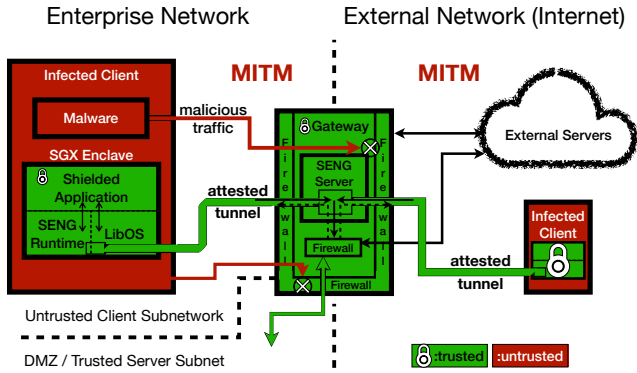 Enterprise Network
External Network (Internet)
Infected Client
MITM
MITM
Malware
malicious
traffic
Gateway
Fire wall
Fire wall
External Servers
SGX Enclave
Shielded
Application
SENG
Server
attested
tunnel
SENG
Runtime
LibOS
Firewall
Infected
Client
attested
tunnel
Firewall
Untrusted Client Subnetwork
DMZ / Trusted Server Subnet
:trusted
:untrusted